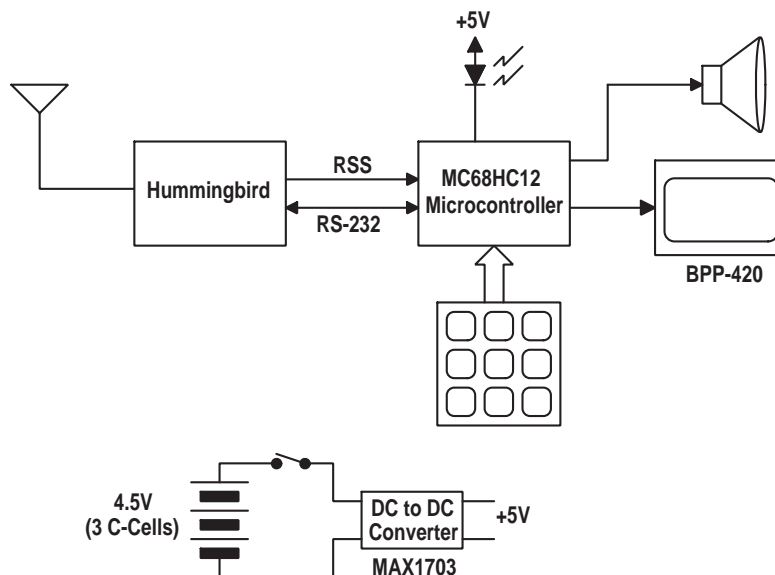 +5V
RSS
Hummingbird
MC68HC12
Microcontroller
RS-232
BPP-420
4.5V
(3 C-Cells)
DC to DC
Converter
+5V
MAX1703